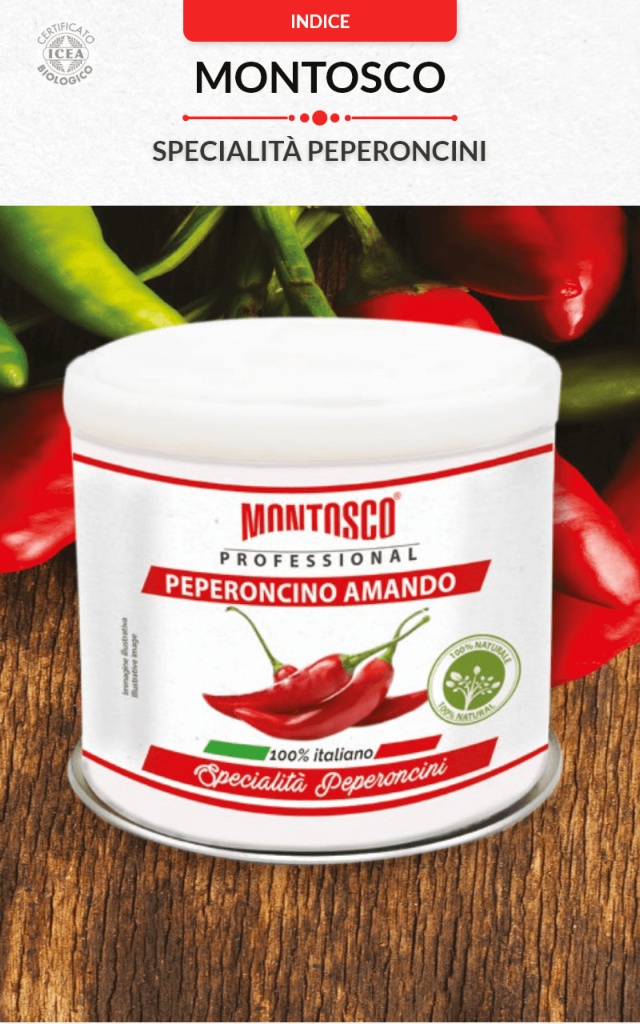 INDICE
CERTIFICATO
ICEA
BIOLOGICO
MONTOSCO
SPECIALITÀ PEPERONCINI
MONTOSCO®
PROFESSIONAL
PEPERONCINO AMANDO
Immagine illustrativa
Illustrative image
100% NATURALE
100% NATURAL
100% italiano
Specialità Peperoncini